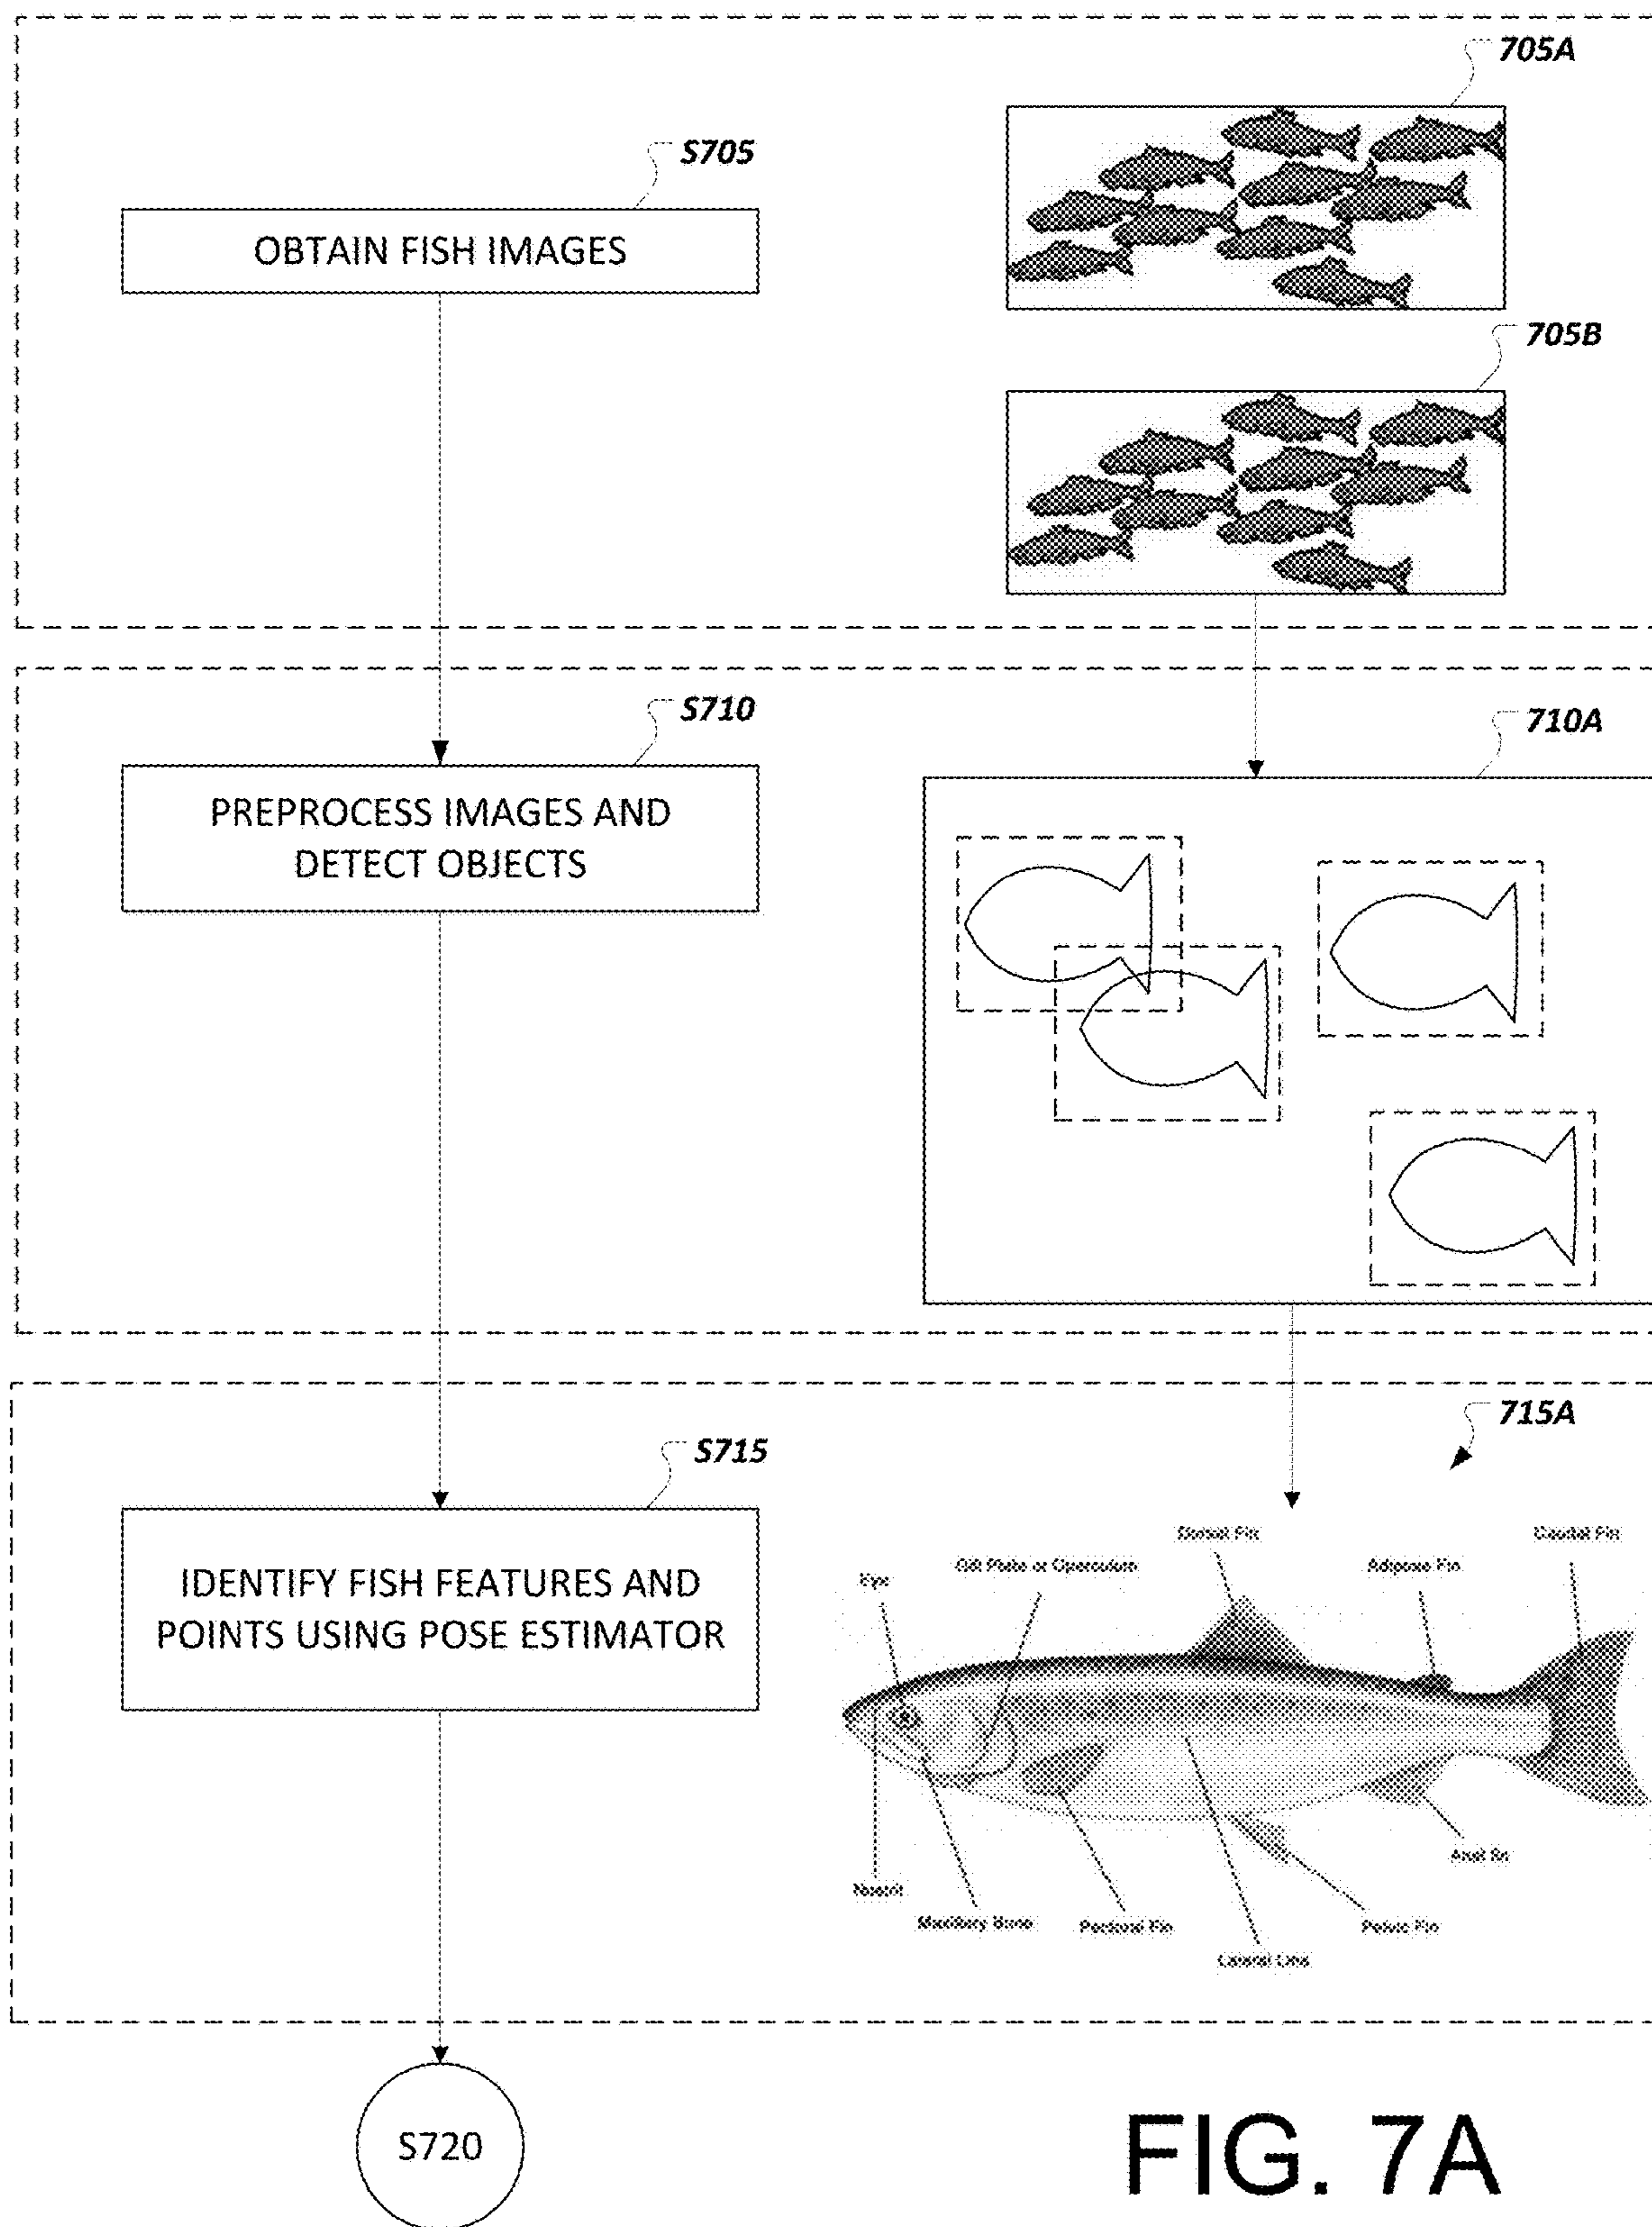 705A
S705
OBTAIN FISH IMAGES
705B
S710
710A
PREPROCESS IMAGES AND
DETECT OBJECTS
715A
S715
Dorsal Fin
Caudal Fin
Gill Plate or Operculum
Adipose Fin
Eye
IDENTIFY FISH FEATURES AND
POINTS USING POSE ESTIMATOR
Anal fin
Nostril
Maxillary Bone
Pectoral Fin
Pelvic Fin
Lateral Line
S720
FIG. 7A